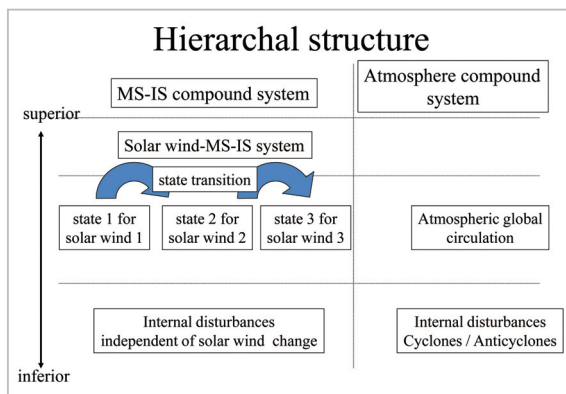 Hierarchal structure
MS-IS compound system
Atmosphere compound
system
superior
Solar wind-MS-IS system
state transition
state 1 for
solar wind 1
state 2 for
solar wind 2
state 3 for
solar wind 3
Atmospheric global
circulation
Internal disturbances
independent of solar wind change
Internal disturbances
Cyclones / Anticyclones
inferior